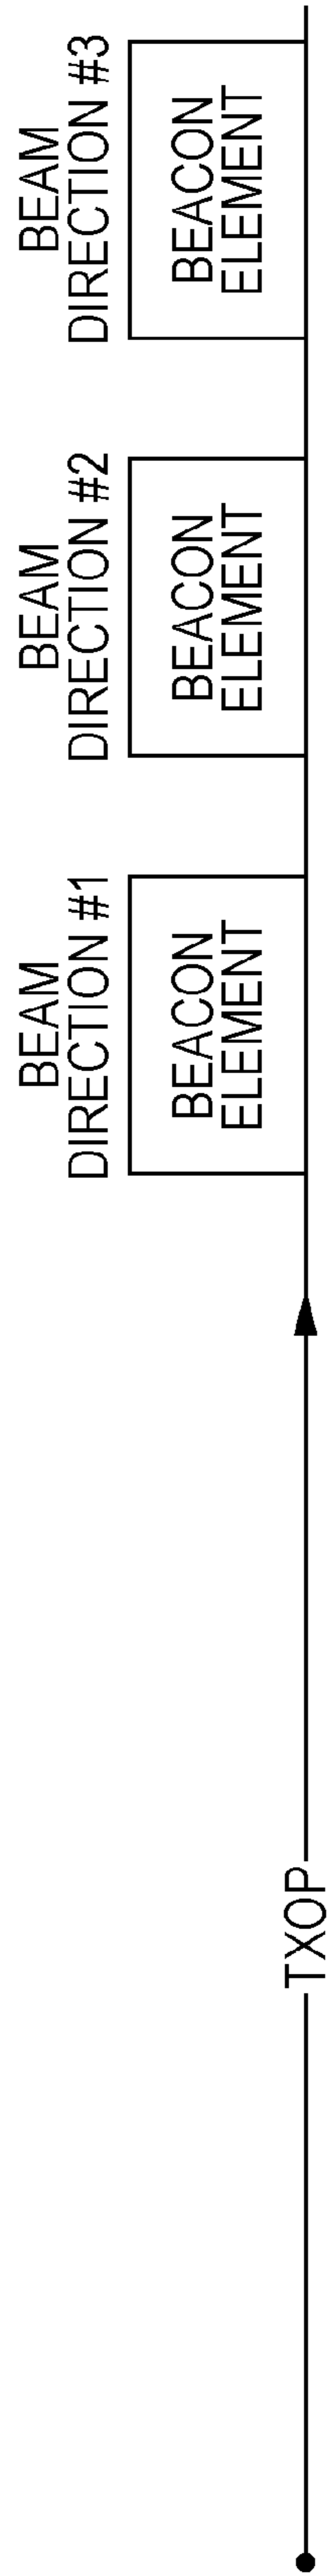 TXOP
BEAM
DIRECTION #1
BEACON
ELEMENT
BEAM
DIRECTION #2
BEACON
ELEMENT
BEAM
DIRECTION #3
BEACON
ELEMENT